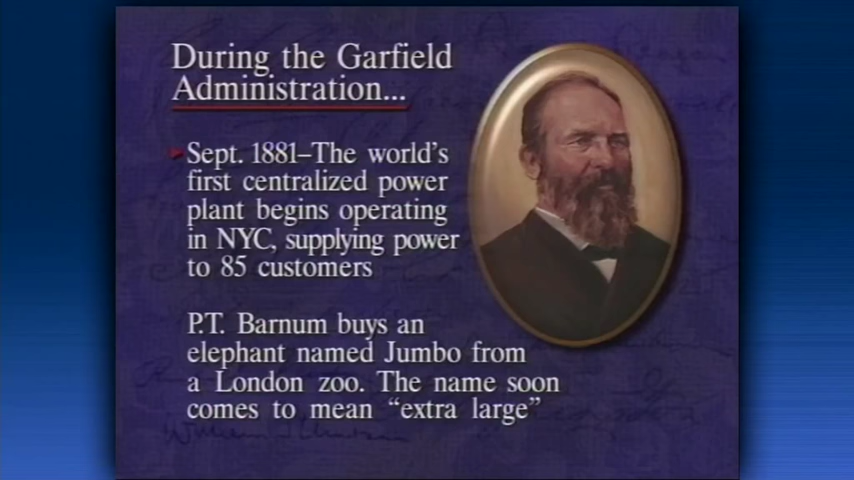 During the Garfield
Administration...
Sept. 1881–The world's
first centralized power
plant begins operating
in NYC, supplying power
to 85 customers
P.T. Barnum buys an
elephant named Jumbo from
a London zoo. The name soon
comes to mean “extra large”